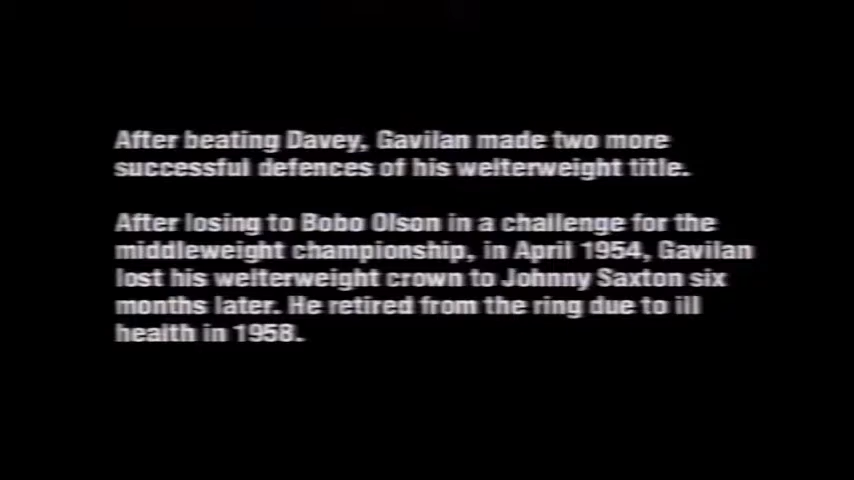 After beating Davey, Gavilan made two more
successful defences of his welterweight title.
After losing to Bobo Olson in a challenge for the
middleweight championship, in April 1954, Gavilan
lost his welterweight crown to Johnny Saxton six
months later. He retired from the ring due to ill
health in 1958.